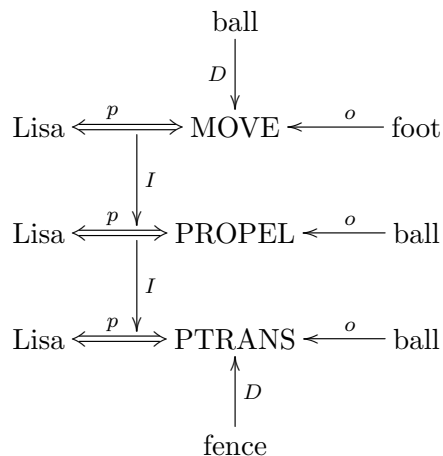 ball
D
p
o
Lisa MOVE foot
I
p
o
Lisa PROPEL ball
I
p
o
Lisa PTRANS ball
D
fence